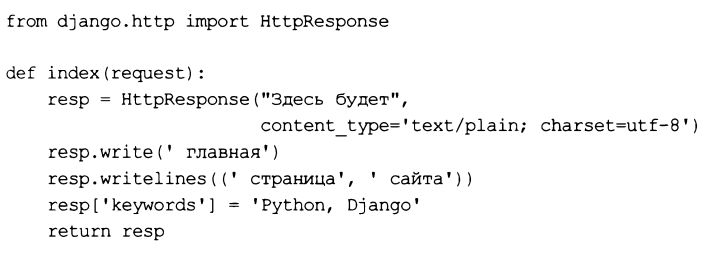 from django.http import HttpResponse
def index(request):
    resp = HttpResponse("Здесь будет",
                        content_type='text/plain; charset=utf-8')
    resp.write(' главная')
    resp.writelines((' страница', ' сайта'))
    resp['keywords'] = 'Python, Django'
    return resp